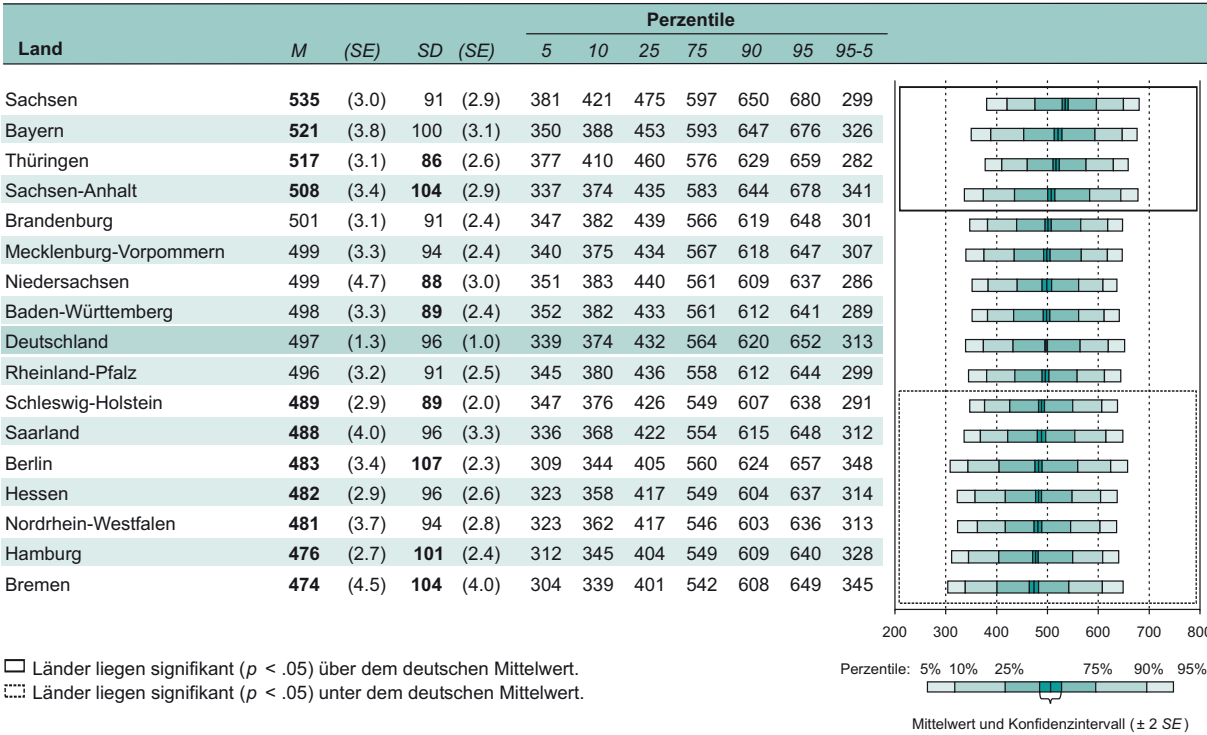 Perzentile
Land M (SE) SD (SE) 5 10 25 75 90 95 95-5
Sachsen 535 (3.0) 91 (2.9) 381 421 475 597 650 680 299
Bayern 521 (3.8) 100 (3.1) 350 388 453 593 647 676 326
Thüringen 517 (3.1) 86 (2.6) 377 410 460 576 629 659 282
Sachsen-Anhalt 508 (3.4) 104 (2.9) 337 374 435 583 644 678 341
Brandenburg 501 (3.1) 91 (2.4) 347 382 439 566 619 648 301
Mecklenburg-Vorpommern 499 (3.3) 94 (2.4) 340 375 434 567 618 647 307
Niedersachsen 499 (4.7) 88 (3.0) 351 383 440 561 609 637 286
Baden-Württemberg 498 (3.3) 89 (2.4) 352 382 433 561 612 641 289
Deutschland 497 (1.3) 96 (1.0) 339 374 432 564 620 652 313
Rheinland-Pfalz 496 (3.2) 91 (2.5) 345 380 436 558 612 644 299
Schleswig-Holstein 489 (2.9) 89 (2.0) 347 376 426 549 607 638 291
Saarland 488 (4.0) 96 (3.3) 336 368 422 554 615 648 312
Berlin 483 (3.4) 107 (2.3) 309 344 405 560 624 657 348
Hessen 482 (2.9) 96 (2.6) 323 358 417 549 604 637 314
Nordrhein-Westfalen 481 (3.7) 94 (2.8) 323 362 417 546 603 636 313
Hamburg 476 (2.7) 101 (2.4) 312 345 404 549 609 640 328
Bremen 474 (4.5) 104 (4.0) 304 339 401 542 608 649 345
200 300 400 500 600 700 800
Länder liegen signifikant (p < .05) über dem deutschen Mittelwert.
Länder liegen signifikant (p < .05) unter dem deutschen Mittelwert.
Perzentile: 5% 10% 25% 75% 90% 95%
Mittelwert und Konfidenzintervall (± 2 SE)